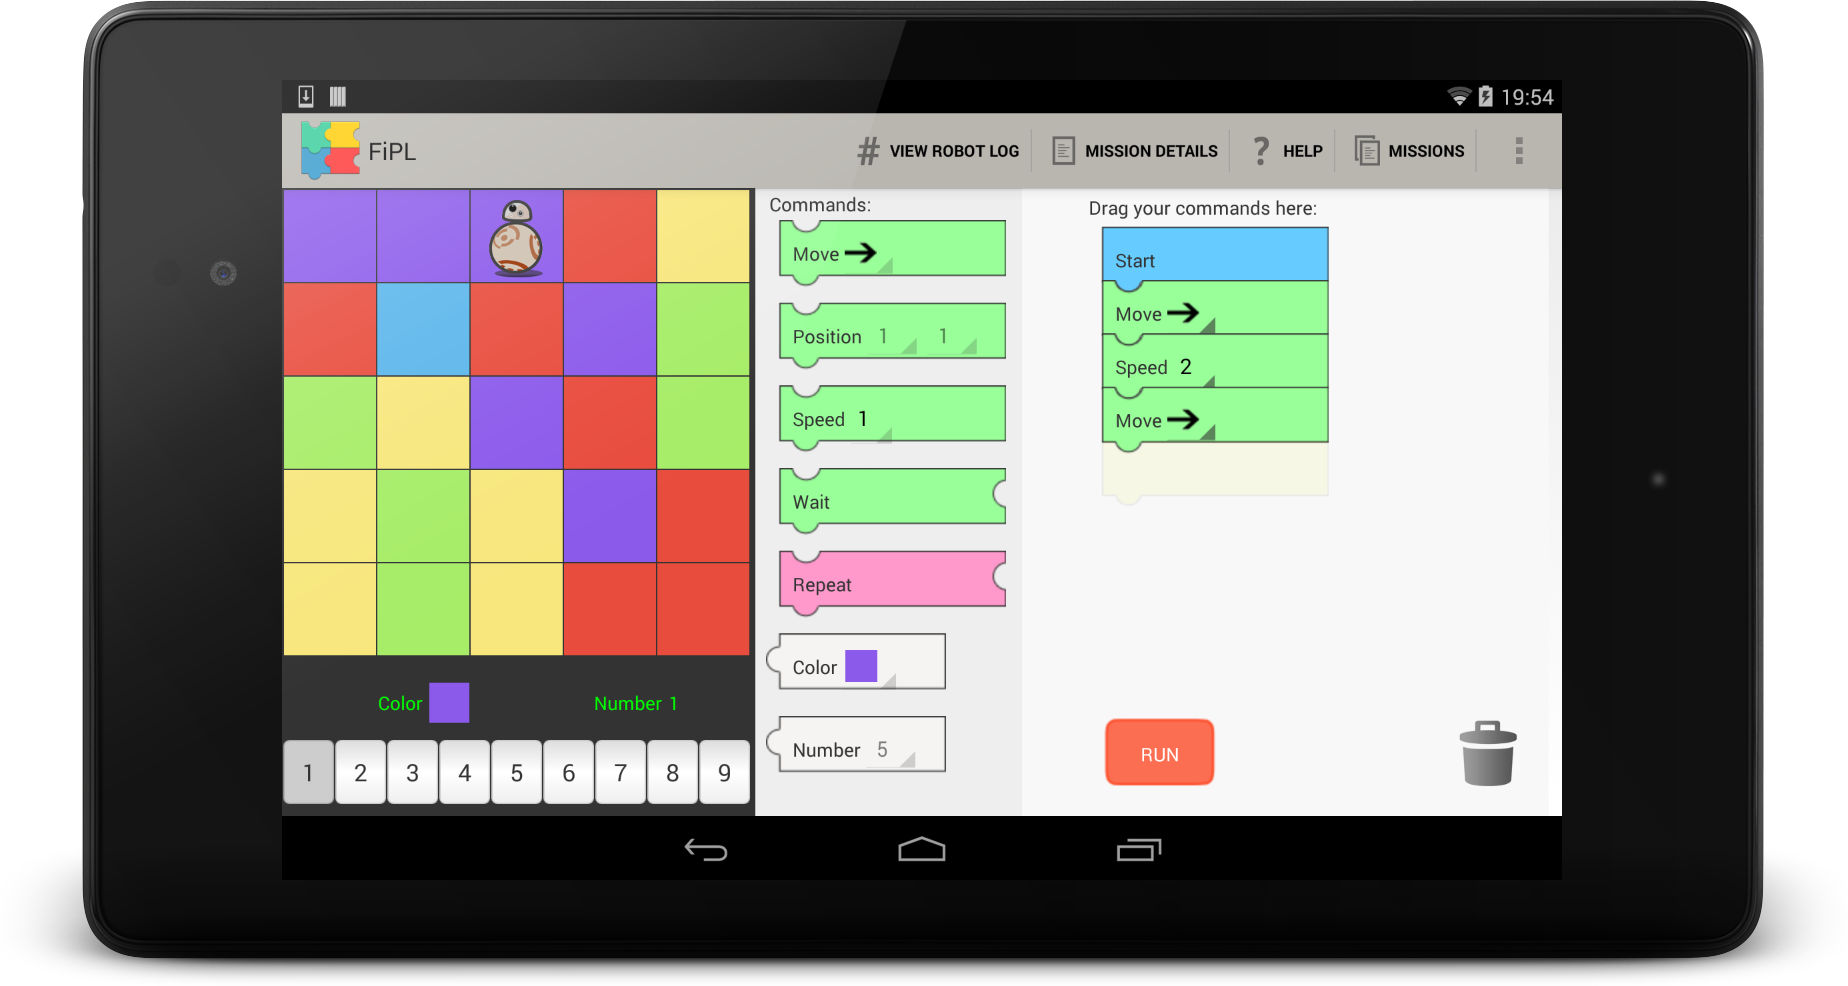 19:54
FiPL
# VIEW ROBOT LOG
MISSION DETAILS
? HELP
MISSIONS
Commands:
Move
Position 1 1
Speed 1
Wait
Repeat
Color
Number 5
Drag your commands here:
Start
Move
Speed 2
Move
RUN
Color
Number 1
1 2 3 4 5 6 7 8 9